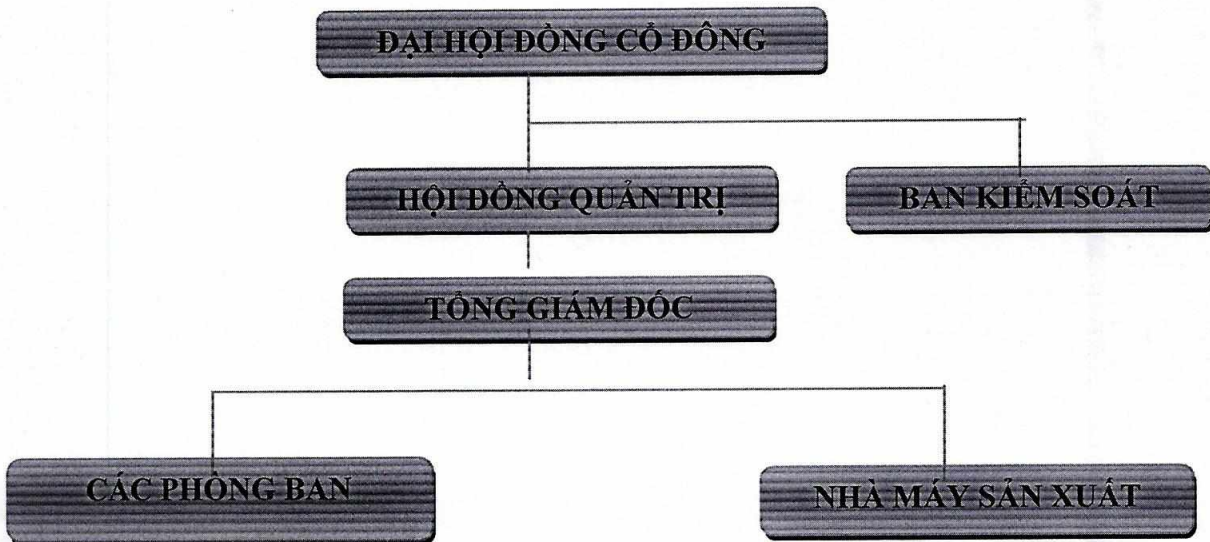 ĐẠI HỘI ĐỒNG CỔ ĐÔNG
HỘI ĐỒNG QUẢN TRỊ
BAN KIỂM SOÁT
TỔNG GIÁM ĐỐC
CÁC PHÒNG BAN
NHÀ MÁY SẢN XUẤT